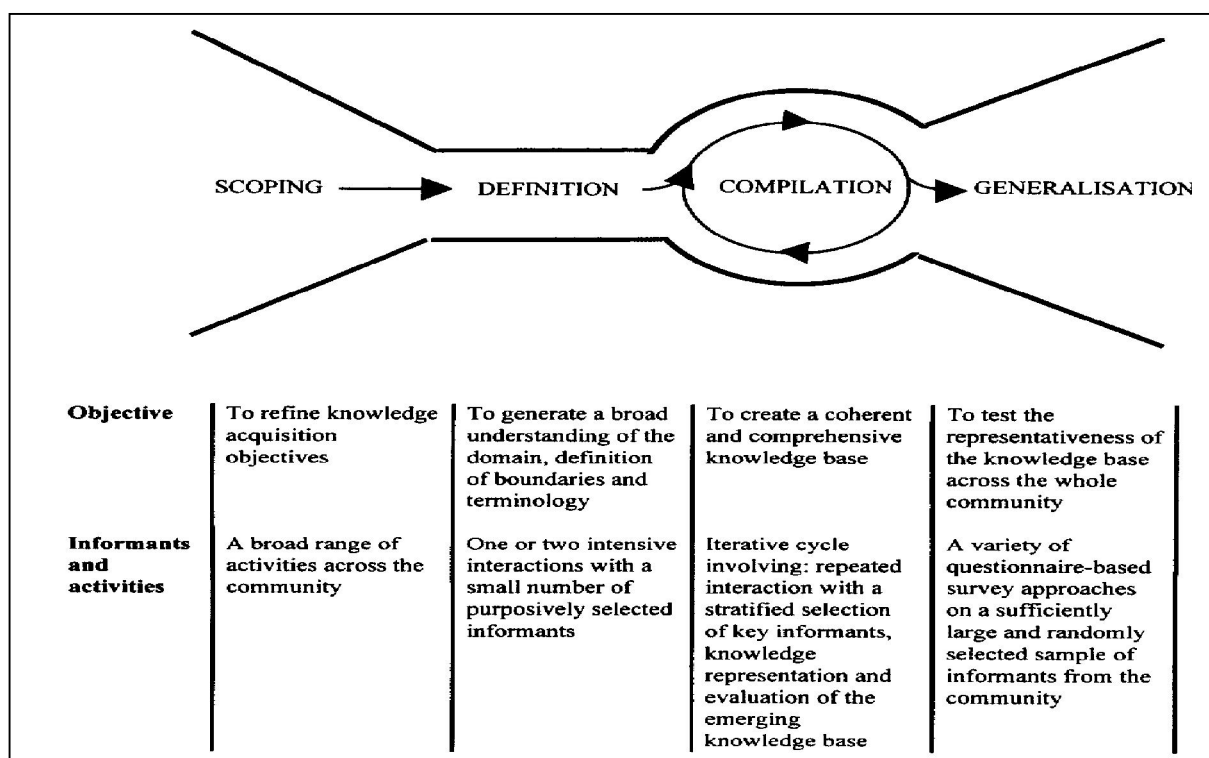 SCOPING DEFINITION COMPILATION GENERALISATION
Objective
To refine knowledge
acquisition
objectives
To generate a broad
understanding of the
domain, definition
of boundaries and
terminology
To create a coherent
and comprehensive
knowledge base
To test the
representativeness of
the knowledge base
across the whole
community
Informants
and
activities
A broad range of
activities across the
community
One or two intensive
interactions with a
small number of
purposively selected
informants
Iterative cycle
involving: repeated
interaction with a
stratified selection
of key informants,
knowledge
representation and
evaluation of the
emerging
knowledge base
A variety of
questionnaire-based
survey approaches
on a sufficiently
large and randomly
selected sample of
informants from the
community